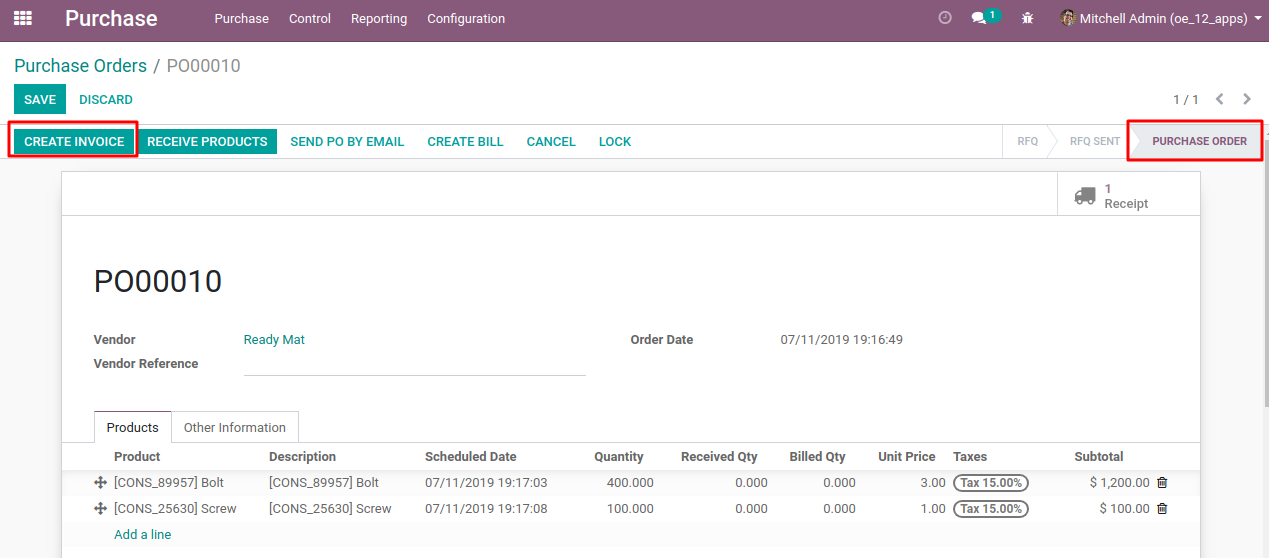 Purchase Purchase Control Reporting Configuration 1 Mitchell Admin (oe_12_apps)
Purchase Orders / PO00010
SAVE DISCARD 1 / 1
CREATE INVOICE RECEIVE PRODUCTS SEND PO BY EMAIL CREATE BILL CANCEL LOCK RFQ RFQ SENT PURCHASE ORDER
1
Receipt
PO00010
Vendor Ready Mat Order Date 07/11/2019 19:16:49
Vendor Reference
Products Other Information
Product Description Scheduled Date Quantity Received Qty Billed Qty Unit Price Taxes Subtotal
[CONS_89957] Bolt [CONS_89957] Bolt 07/11/2019 19:17:03 400.000 0.000 0.000 3.00 Tax 15.00% $ 1,200.00
[CONS_25630] Screw [CONS_25630] Screw 07/11/2019 19:17:08 100.000 0.000 0.000 1.00 Tax 15.00% $ 100.00
Add a line